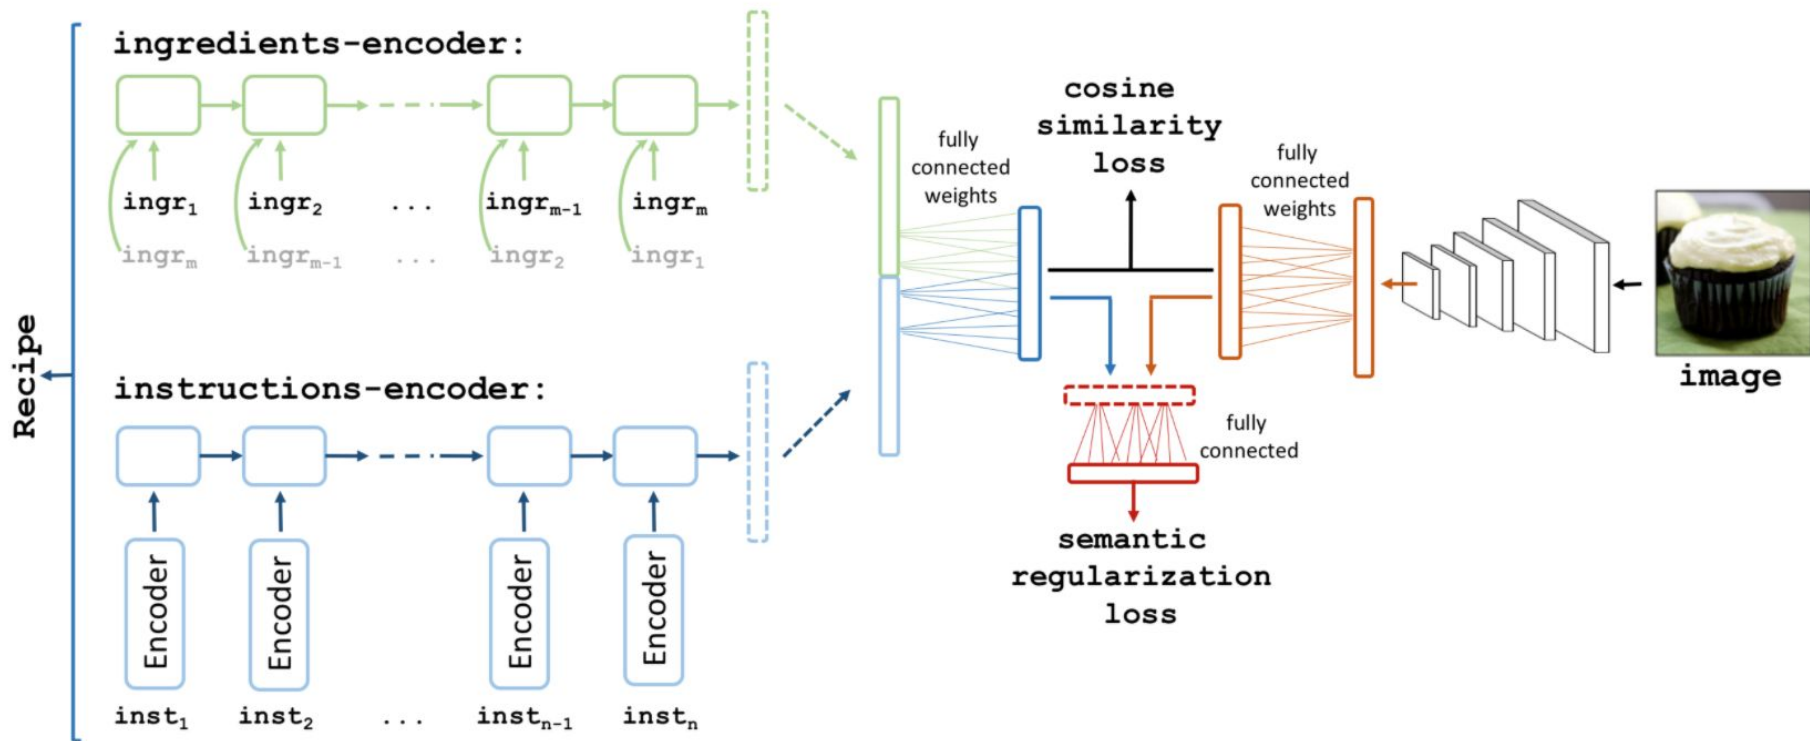 Recipe
ingredients-encoder:
ingr₁ ingr₂ ... ingrₘ₋₁ ingrₘ
ingrₘ ingrₘ₋₁ ... ingr₂ ingr₁
instructions-encoder:
Encoder Encoder Encoder Encoder
inst₁ inst₂ ... instₙ₋₁ instₙ
fully
connected
weights
cosine
similarity
loss
fully
connected
weights
fully
connected
semantic
regularization
loss
image